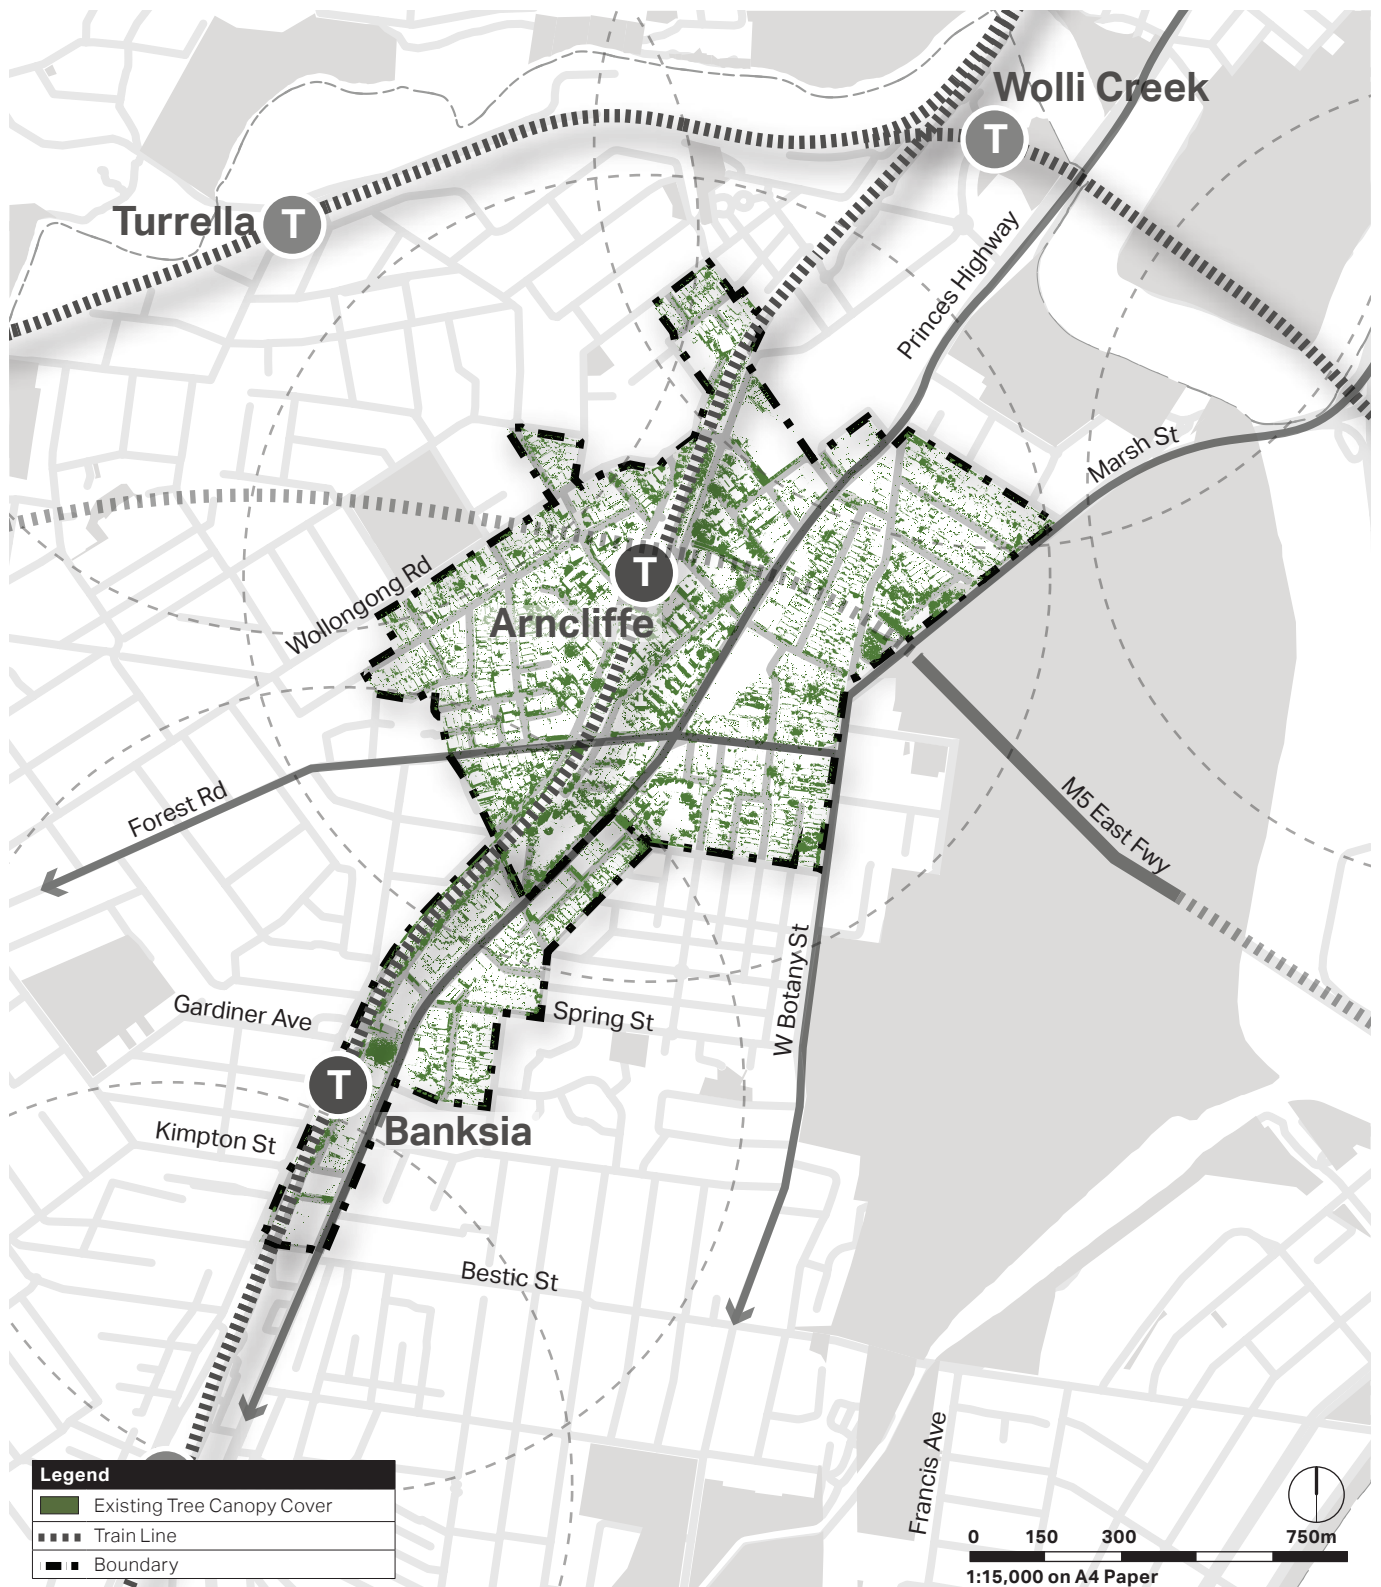 Wolli Creek
T
Turrella
T
Princes Highway
Marsh St
Wollongong Rd
T
Arncliffe
Forest Rd
M5 East Fwy
W Botany St
Gardiner Ave
Spring St
T
Kimpton St
Banksia
Bestic St
Francis Ave
Legend
Existing Tree Canopy Cover
Train Line
Boundary
0 150 300 750m
1:15,000 on A4 Paper